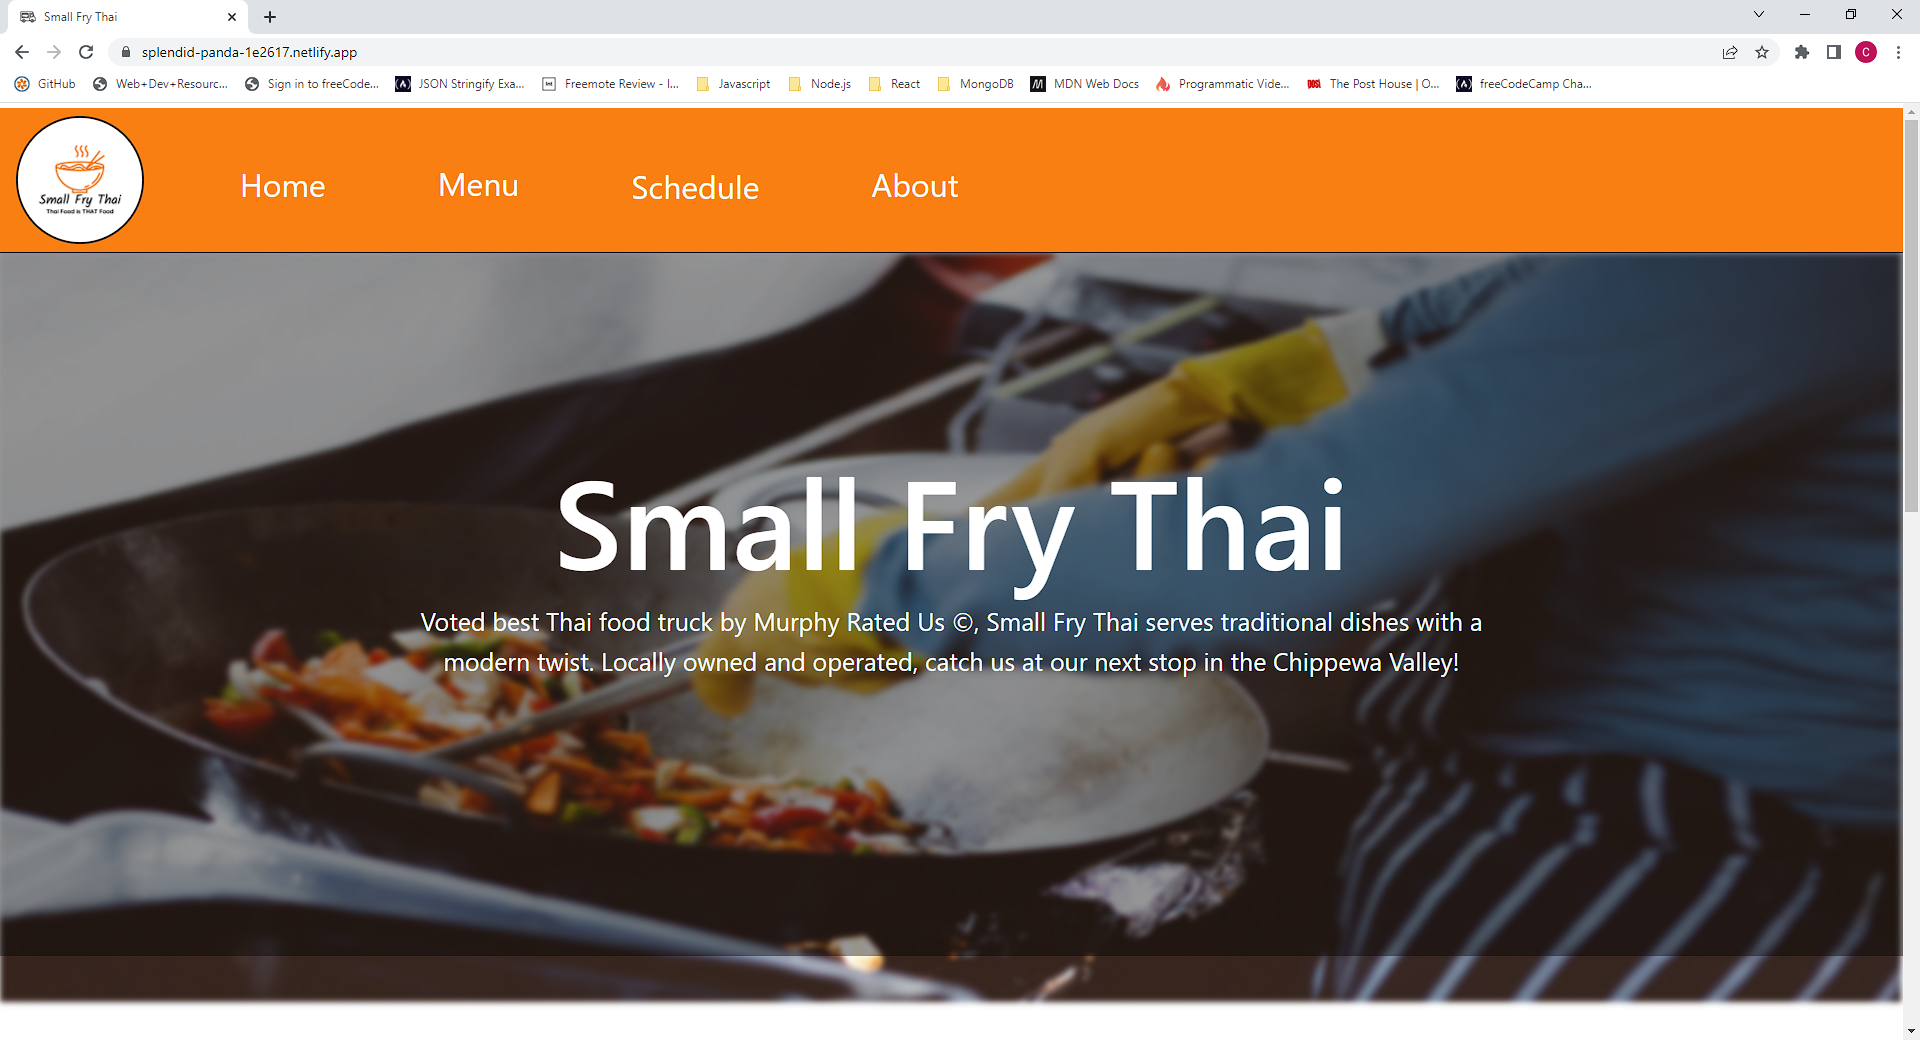 Small Fry Thai
splendid-panda-1e2617.netlify.app
C
GitHub
Web+Dev+Resourc...
Sign in to freeCode...
JSON Stringify Exa...
Freemote Review - I...
Javascript
Node.js
React
MongoDB
MDN Web Docs
Programmatic Vide...
The Post House | O...
freeCodeCamp Cha...
Small Fry Thai
Thai Food is THAT Food
Home
Menu
Schedule
About
Small Fry Thai
Voted best Thai food truck by Murphy Rated Us ©, Small Fry Thai serves traditional dishes with a
modern twist. Locally owned and operated, catch us at our next stop in the Chippewa Valley!